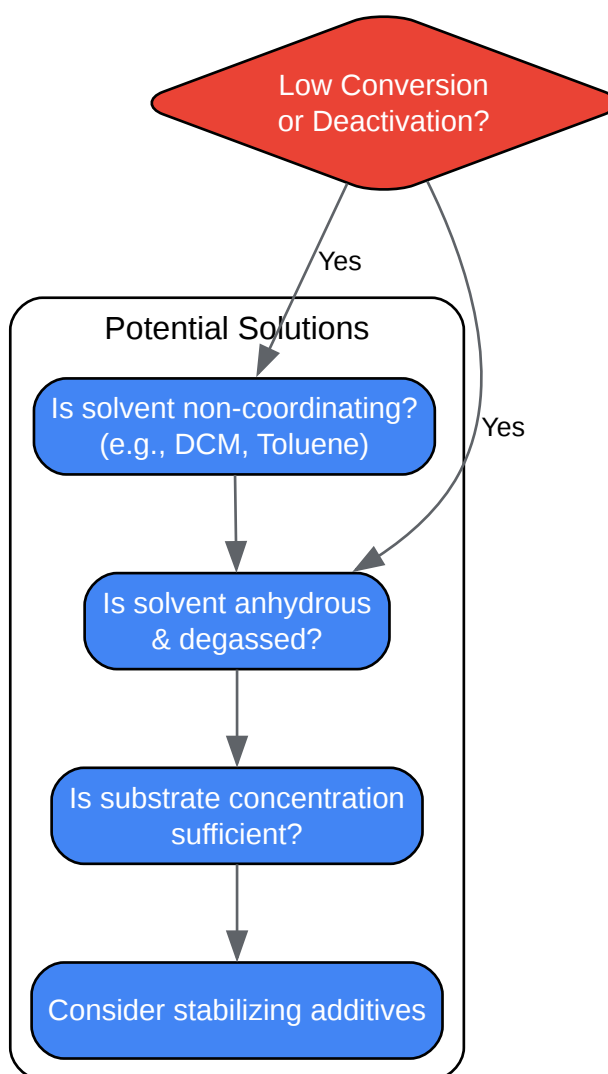 Low Conversion
or Deactivation?
Yes
Potential Solutions
Is solvent non-coordinating?
(e.g., DCM, Toluene)
Yes
Is solvent anhydrous
& degassed?
Is substrate concentration
sufficient?
Consider stabilizing additives